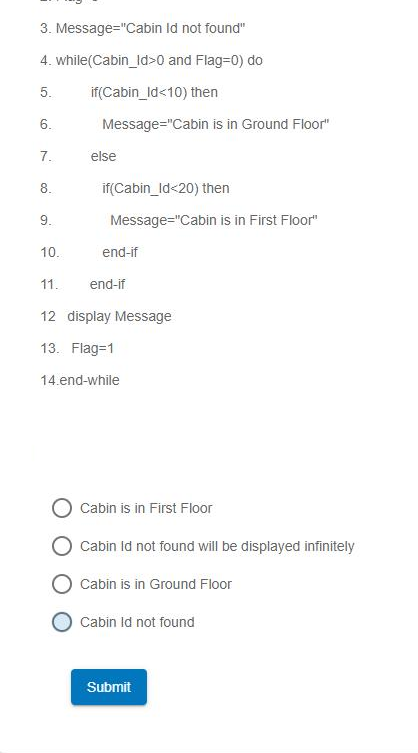 3. Message="Cabin Id not found"
4. while(Cabin_Id>0 and Flag=0) do
5. if(Cabin_Id<10) then
6. Message="Cabin is in Ground Floor"
7. else
8. if(Cabin_Id<20) then
9. Message="Cabin is in First Floor"
10. end-if
11. end-if
12 display Message
13. Flag=1
14.end-while
Cabin is in First Floor
Cabin Id not found will be displayed infinitely
Cabin is in Ground Floor
Cabin Id not found
Submit